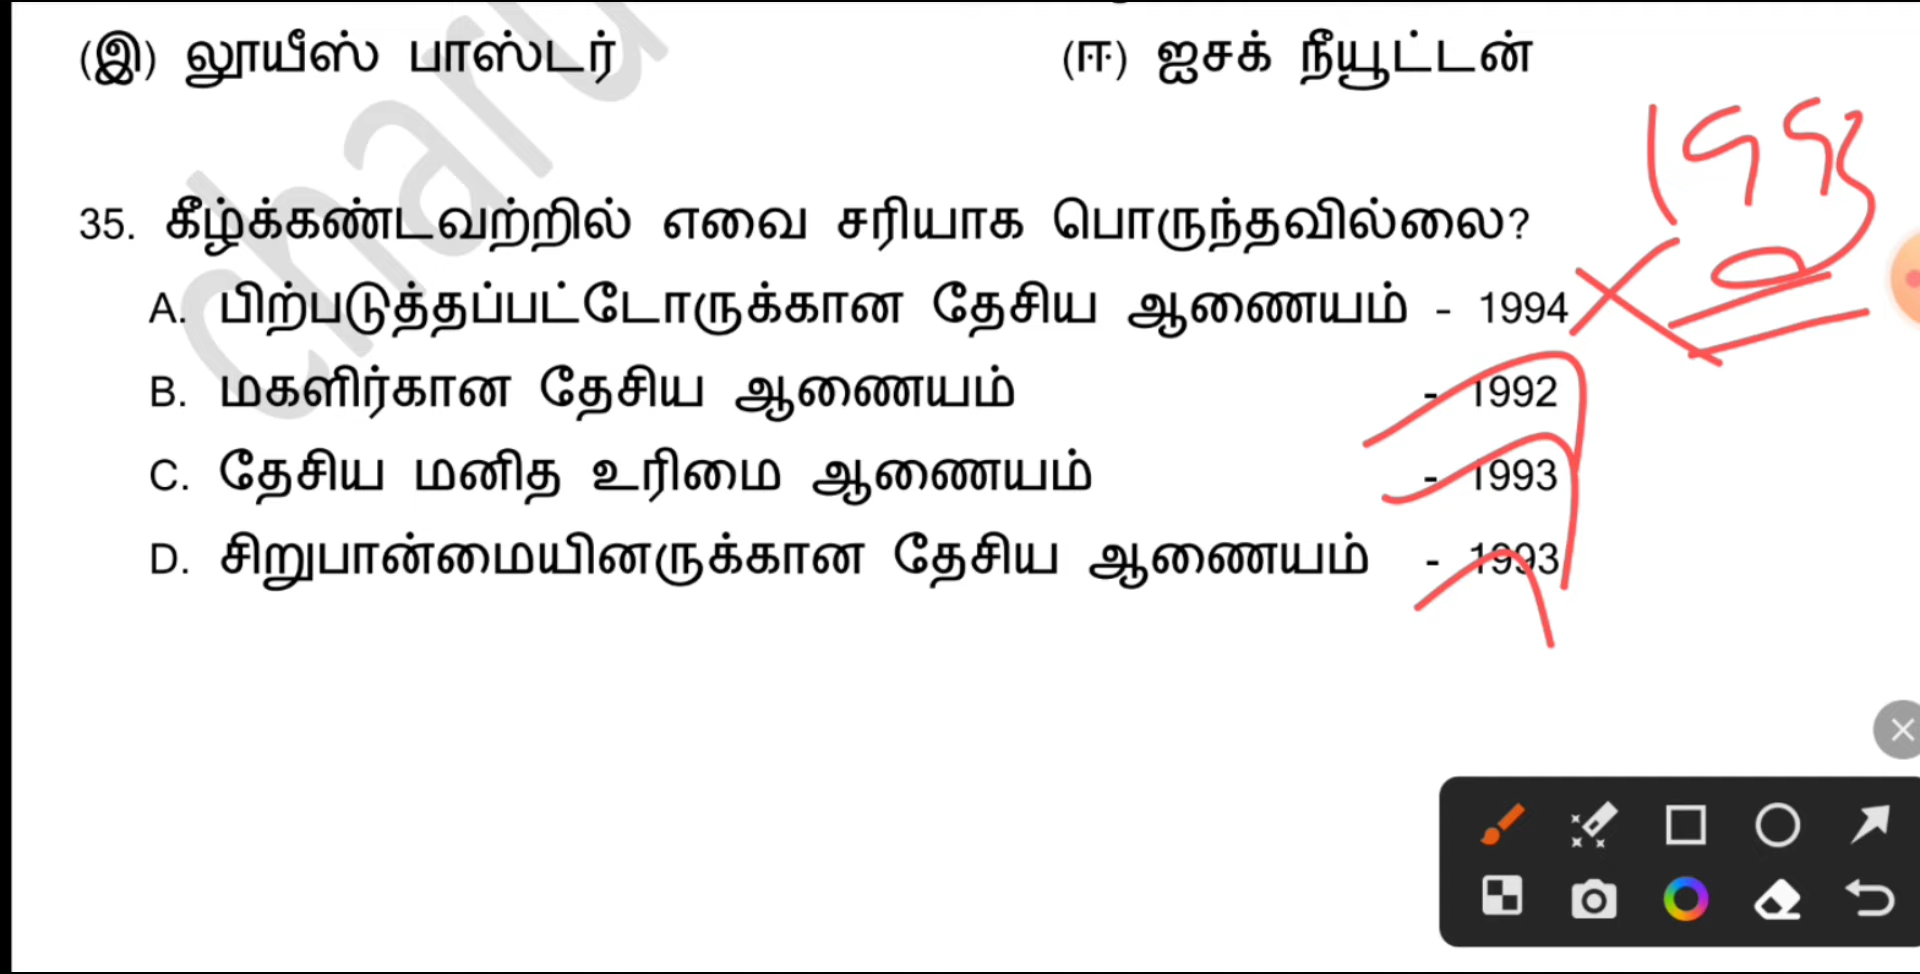 (இ) லூயீஸ் பாஸ்டர் (ஈ) ஐசக் நீயூட்டன்
1993
35. கீழ்க்கண்டவற்றில் எவை சரியாக பொருந்தவில்லை?
A. பிற்படுத்தப்பட்டோருக்கான தேசிய ஆணையம் - 1994
B. மகளிர்கான தேசிய ஆணையம் - 1992
C. தேசிய மனித உரிமை ஆணையம் - 1993
D. சிறுபான்மையினருக்கான தேசிய ஆணையம் - 1993
charu